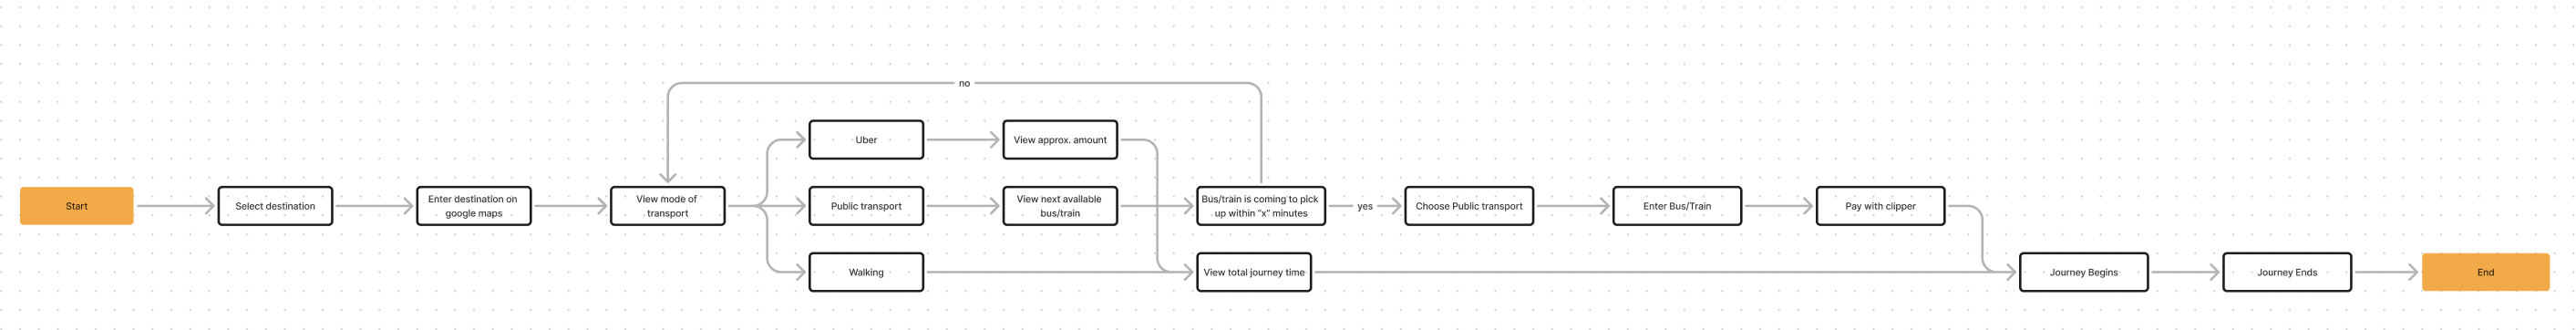 no
Uber
View approx. amount
Start
Select destination
Enter destination on
google maps
View mode of
transport
Public transport
View next available
bus/train
Bus/train is coming to pick
up within "x" minutes
yes
Choose Public transport
Enter Bus/Train
Pay with clipper
Walking
View total journey time
Journey Begins
Journey Ends
End